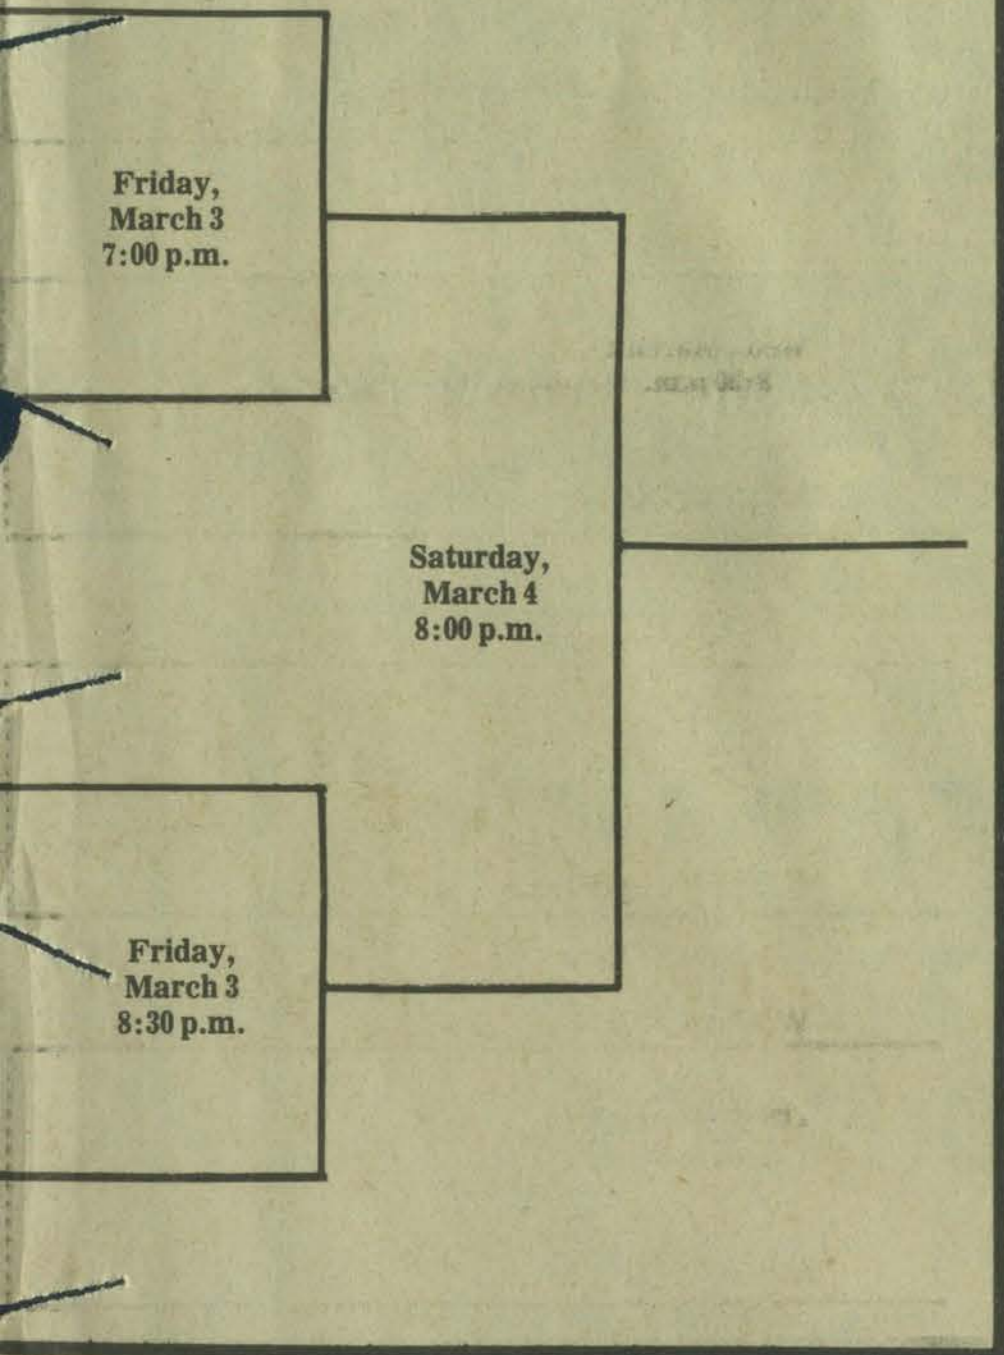 Friday,
March 3
7:00 p.m.
Saturday,
March 4
8:00 p.m.
Friday,
March 3
8:30 p.m.